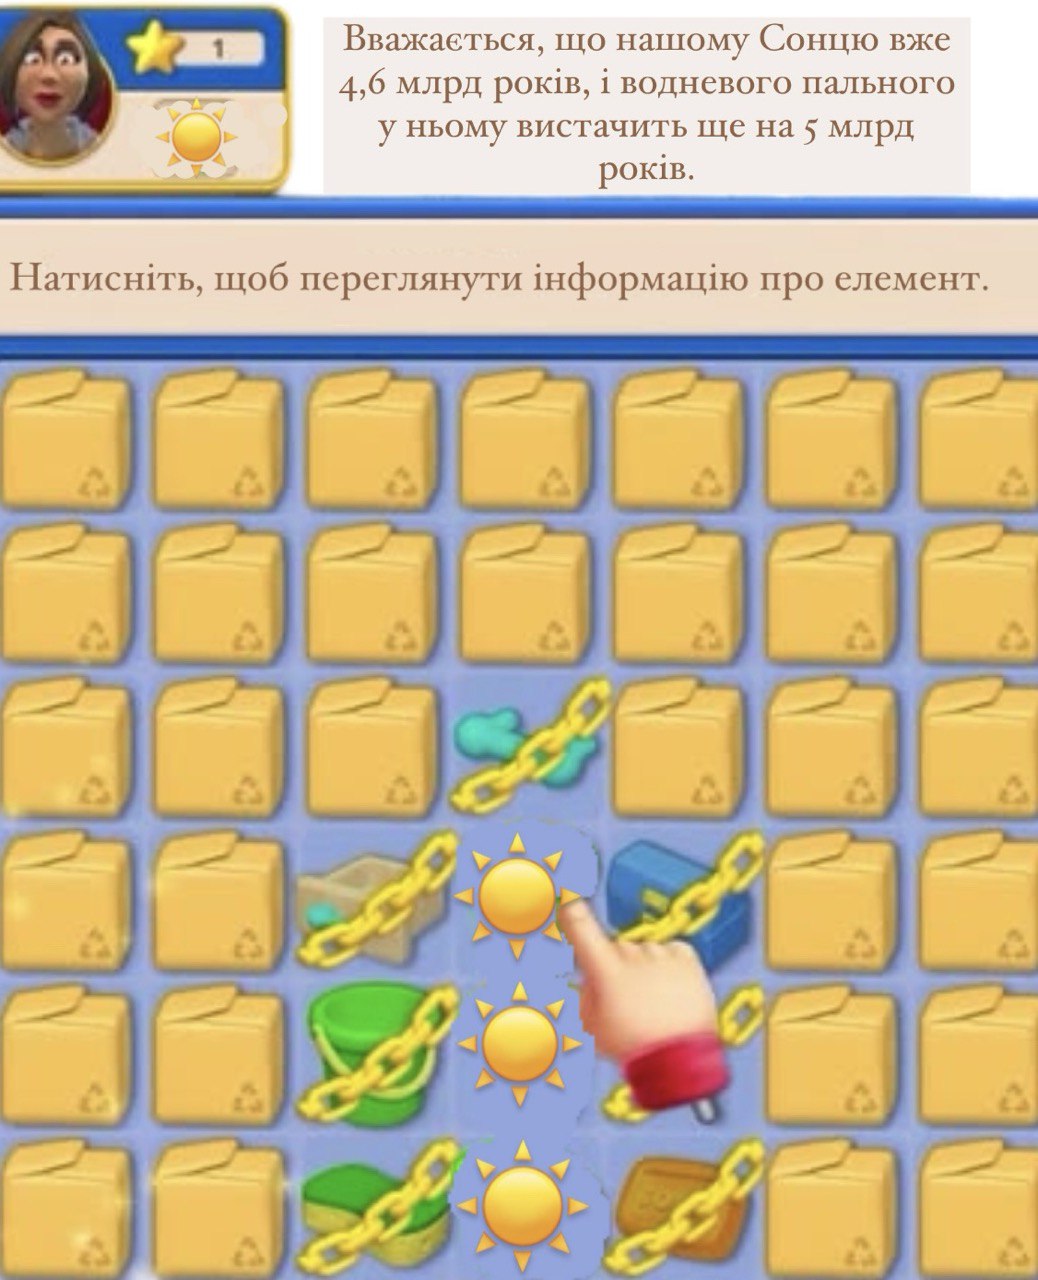 1
Вважається, що нашому Сонцю вже
4,6 млрд років, і водневого пального
у ньому вистачить ще на 5 млрд
років.
Натисніть, щоб переглянути інформацію про елемент.